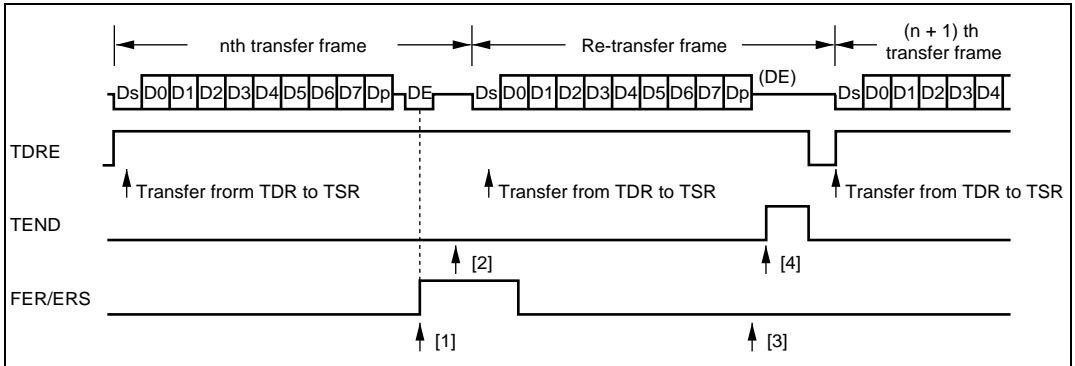 nth transfer frame
Re-transfer frame
(n + 1) th
transfer frame
Ds D0 D1 D2 D3 D4 D5 D6 D7 Dp DE
Ds D0 D1 D2 D3 D4 D5 D6 D7 Dp (DE)
Ds D0 D1 D2 D3 D4
TDRE
Transfer frorm TDR to TSR
Transfer from TDR to TSR
Transfer from TDR to TSR
TEND
[2]
[4]
FER/ERS
[1]
[3]